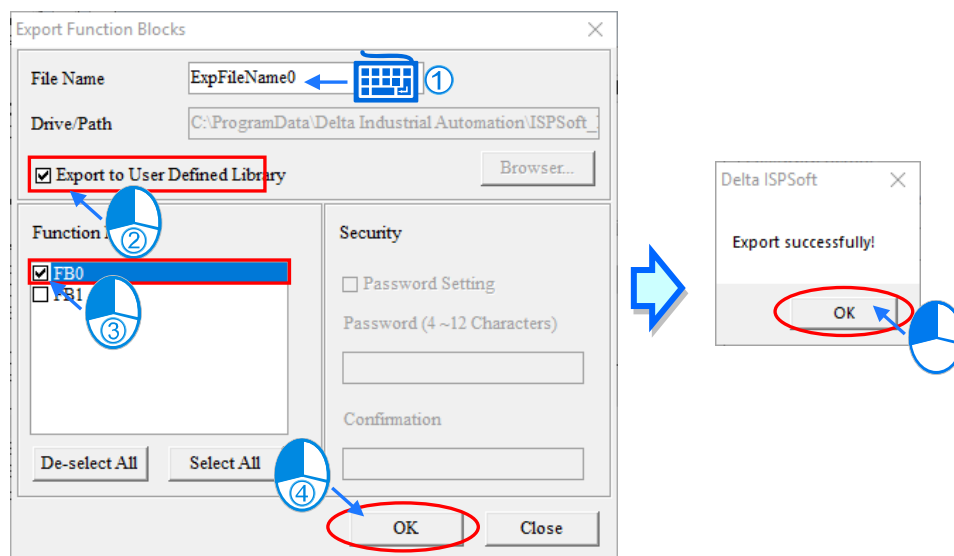 Export Function Blocks
File Name
ExpFileName0
①
Drive/Path
C:\ProgramData\Delta Industrial Automation\ISPSoft_
Export to User Defined Library
Browser...
②
Function
Security
FB0
FB1
③
Password Setting
Password (4 ~12 Characters)
Confirmation
De-select All
Select All
④
OK
Close
Delta ISPSoft
Export successfully!
OK